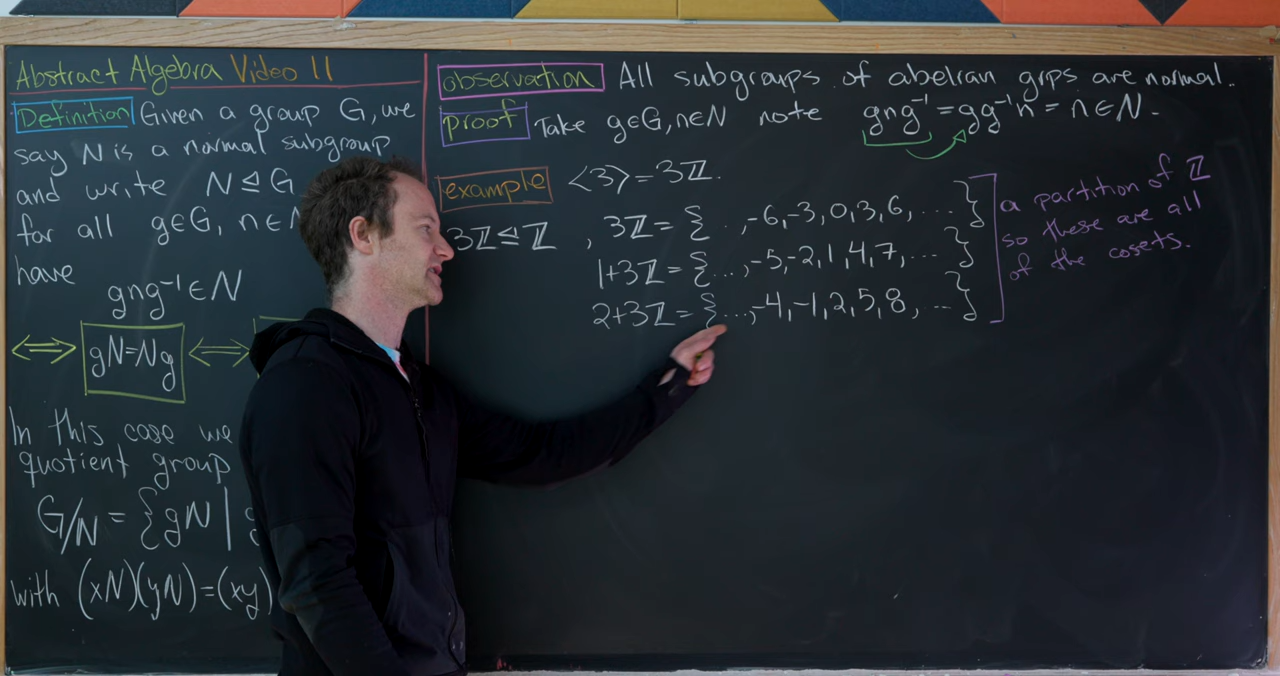 Abstract Algebra Video 11
Definition Given a group G, we
say N is a normal subgroup
and write N ⊴ G
for all g∈G, n∈N
have
gng⁻¹∈N
⟺ gN=Ng ⟺
In this case we
quotient group
G/N = {gN |
with (xN)(yN)=(xy)
observation All subgroups of abelian grps are normal.
proof Take g∈G, n∈N note gng⁻¹ = gg⁻¹n = n∈N.
example ⟨3⟩=3ℤ.
3ℤ≤ℤ , 3ℤ = { ..., -6, -3, 0, 3, 6, .... }
1+3ℤ = {..., -5, -2, 1, 4, 7, ... }
2+3ℤ = {..., -4, -1, 2, 5, 8, ... }
a partition of ℤ
so these are all
of the cosets.